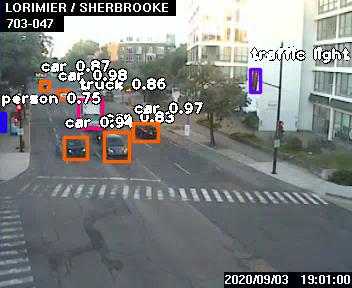 LORIMIER / SHERBROOKE
703-047
traffic light
car 0.87
car 0.98
truck 0.86
person 0.75
car 0.97
car 0.94
0.83
2020/09/03 19:01:00